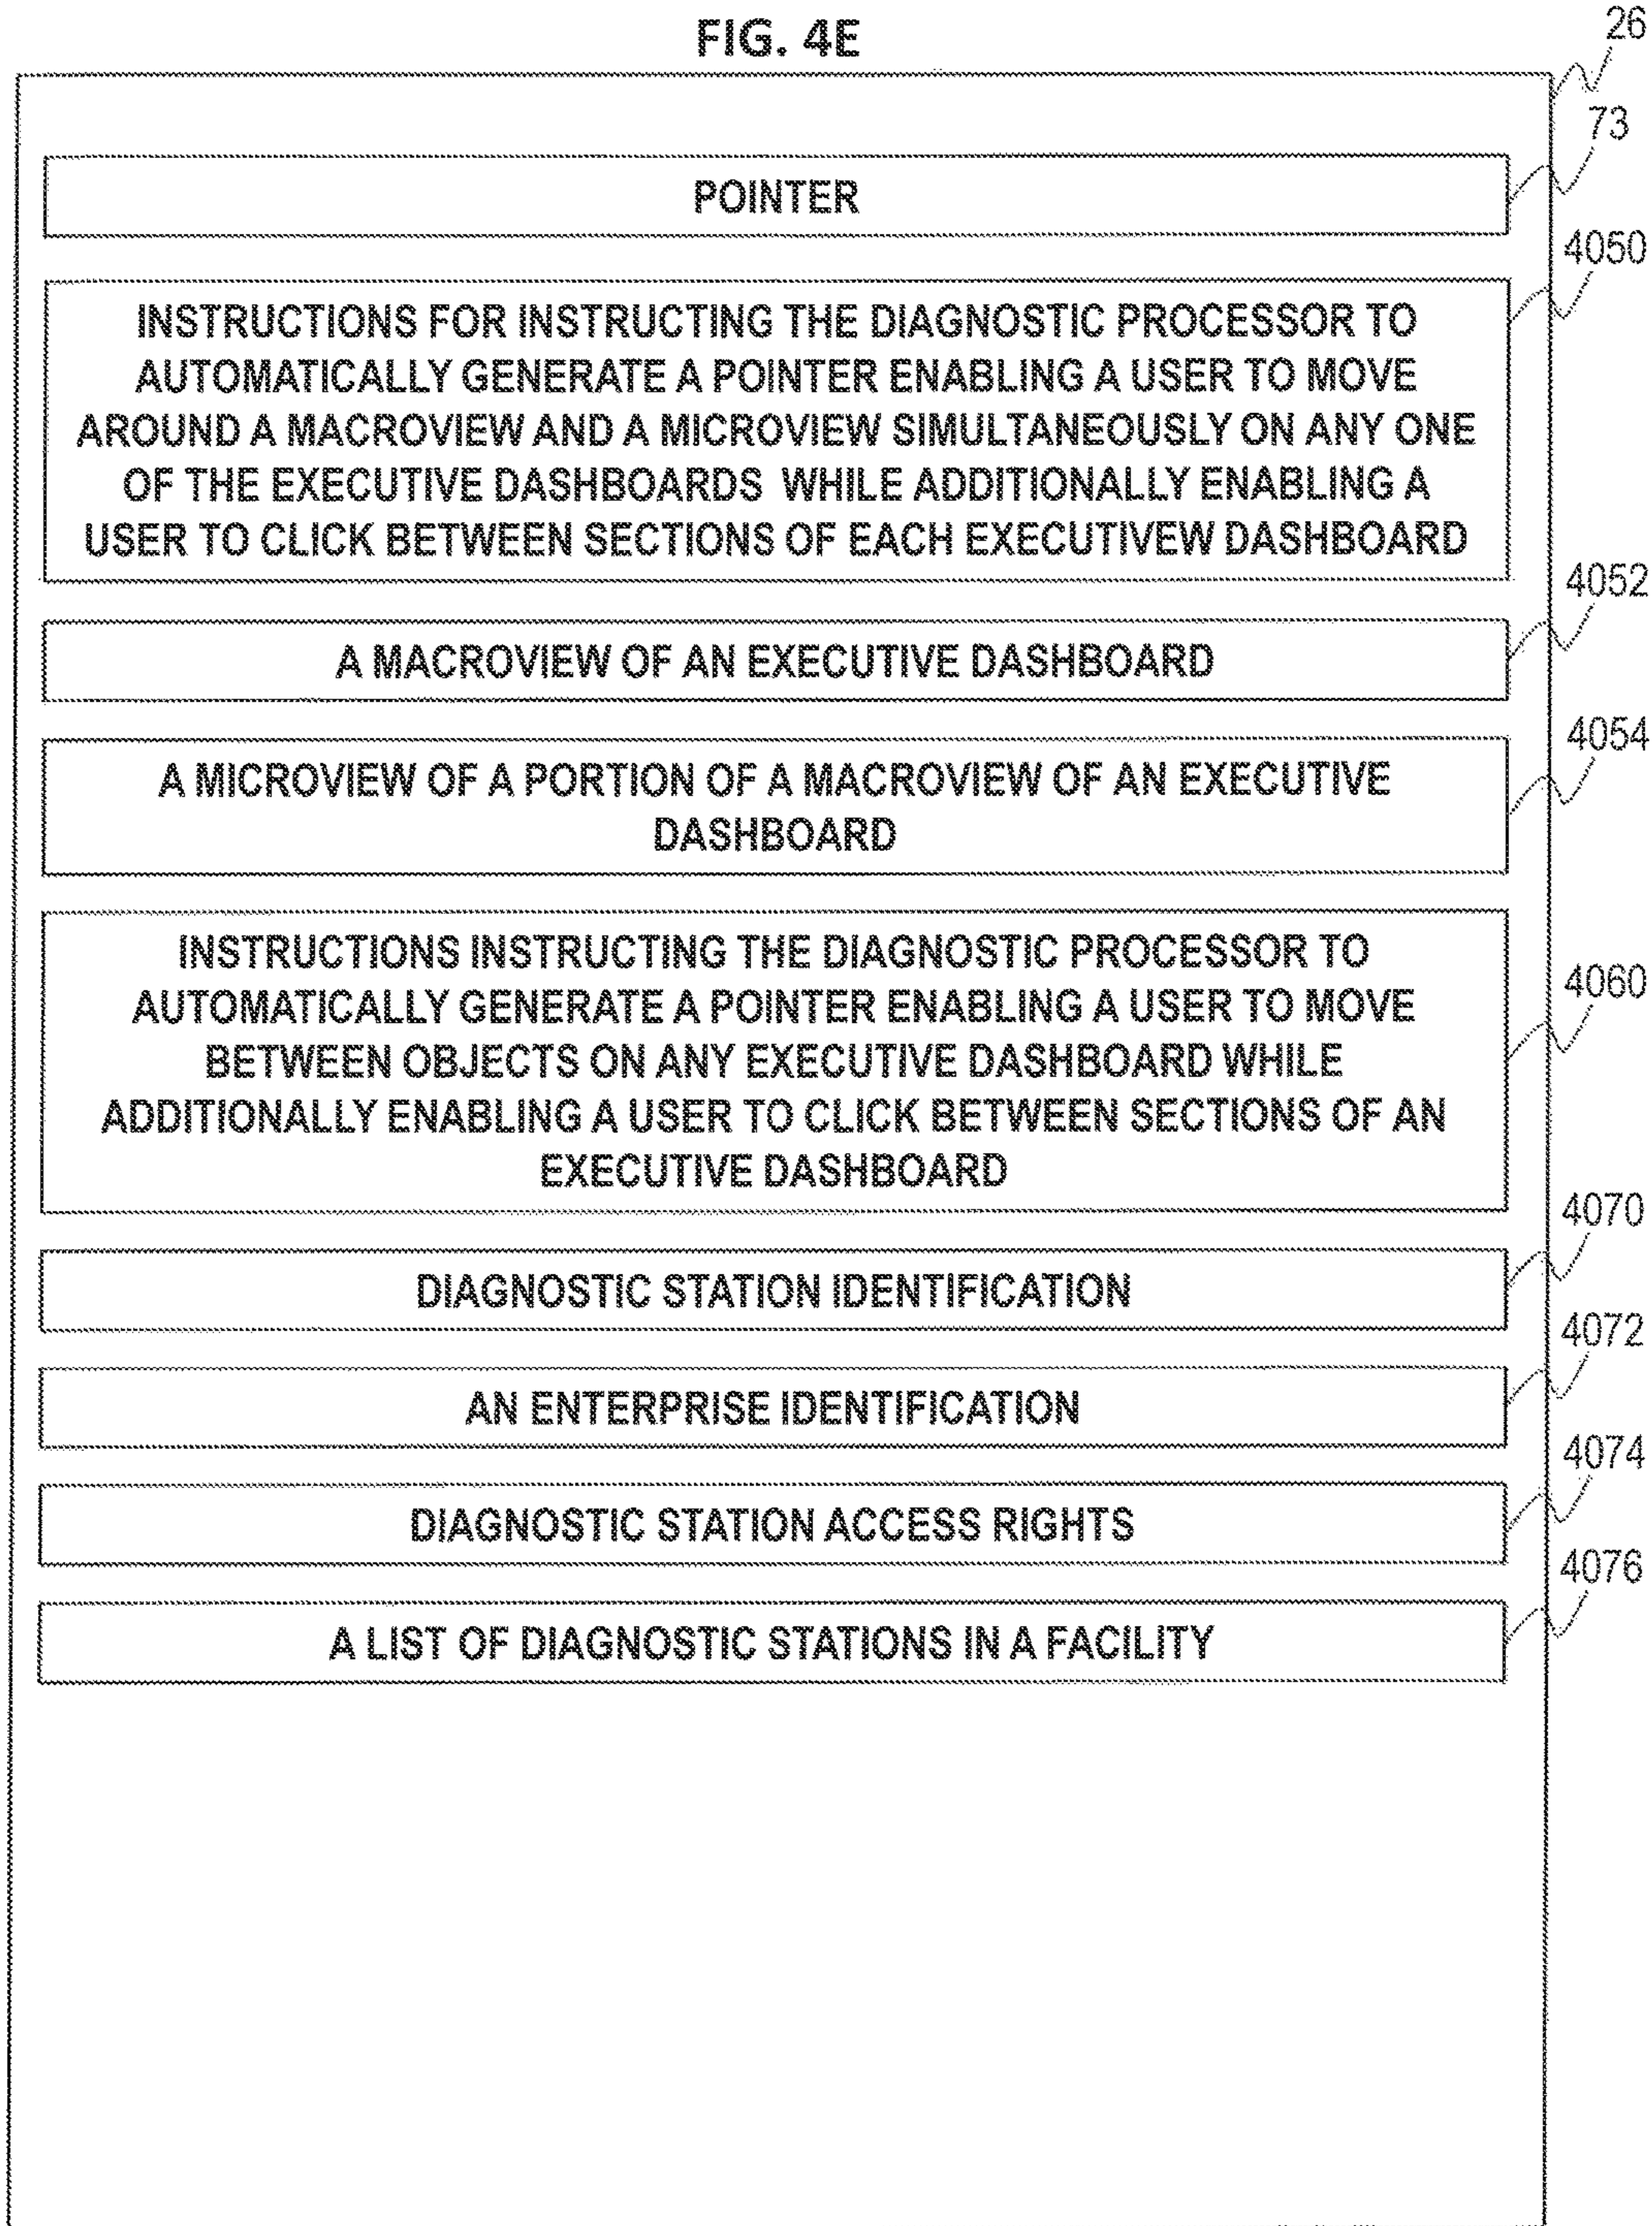 FIG. 4E
26
73
POINTER
4050
INSTRUCTIONS FOR INSTRUCTING THE DIAGNOSTIC PROCESSOR TO
AUTOMATICALLY GENERATE A POINTER ENABLING A USER TO MOVE
AROUND A MACROVIEW AND A MICROVIEW SIMULTANEOUSLY ON ANY ONE
OF THE EXECUTIVE DASHBOARDS WHILE ADDITIONALLY ENABLING A
USER TO CLICK BETWEEN SECTIONS OF EACH EXECUTIVEW DASHBOARD
4052
A MACROVIEW OF AN EXECUTIVE DASHBOARD
4054
A MICROVIEW OF A PORTION OF A MACROVIEW OF AN EXECUTIVE
DASHBOARD
4060
INSTRUCTIONS INSTRUCTING THE DIAGNOSTIC PROCESSOR TO
AUTOMATICALLY GENERATE A POINTER ENABLING A USER TO MOVE
BETWEEN OBJECTS ON ANY EXECUTIVE DASHBOARD WHILE
ADDITIONALLY ENABLING A USER TO CLICK BETWEEN SECTIONS OF AN
EXECUTIVE DASHBOARD
4070
DIAGNOSTIC STATION IDENTIFICATION
4072
AN ENTERPRISE IDENTIFICATION
4074
DIAGNOSTIC STATION ACCESS RIGHTS
4076
A LIST OF DIAGNOSTIC STATIONS IN A FACILITY